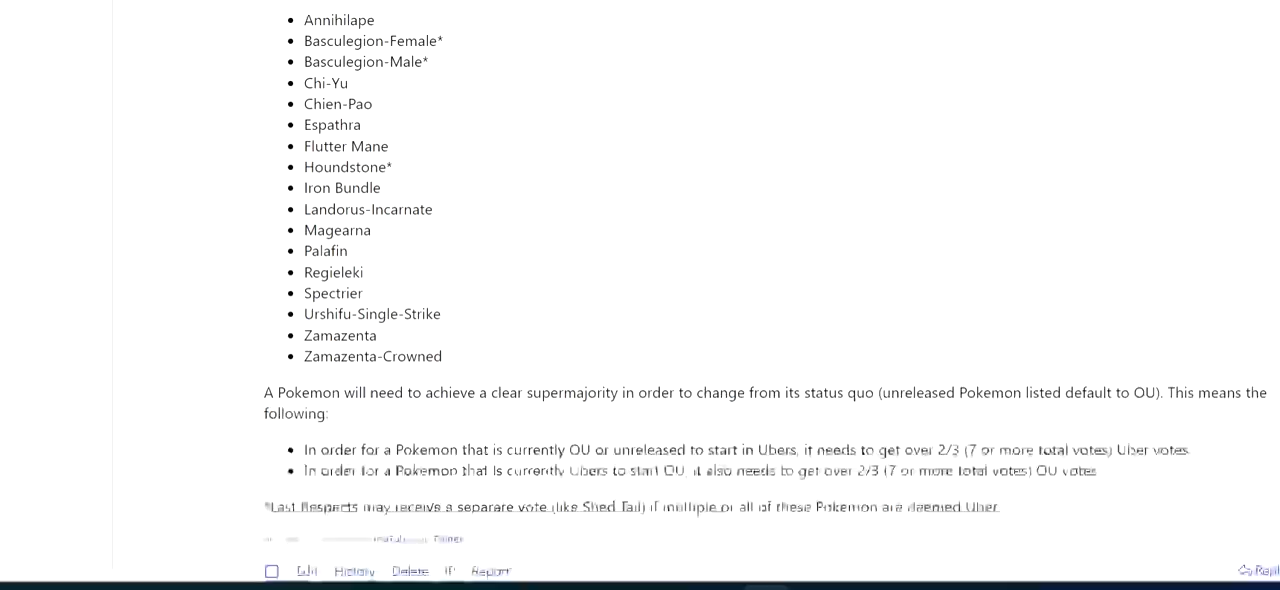 Annihilape
Basculegion-Female*
Basculegion-Male*
Chi-Yu
Chien-Pao
Espathra
Flutter Mane
Houndstone*
Iron Bundle
Landorus-Incarnate
Magearna
Palafin
Regieleki
Spectrier
Urshifu-Single-Strike
Zamazenta
Zamazenta-Crowned
A Pokemon will need to achieve a clear supermajority in order to change from its status quo (unreleased Pokemon listed default to OU). This means the
following:
In order for a Pokemon that is currently OU or unreleased to start in Ubers, it needs to get over 2/3 (7 or more total votes) Uber votes
In order for a Pokemon that is currently Ubers to start OU, it also needs to get over 2/3 (7 or more total votes) OU votes
*Last Respects may receive a separate vote (like Shed Tail) if multiple or all of these Pokemon are deemed Uber
Edit History Delete IP Report